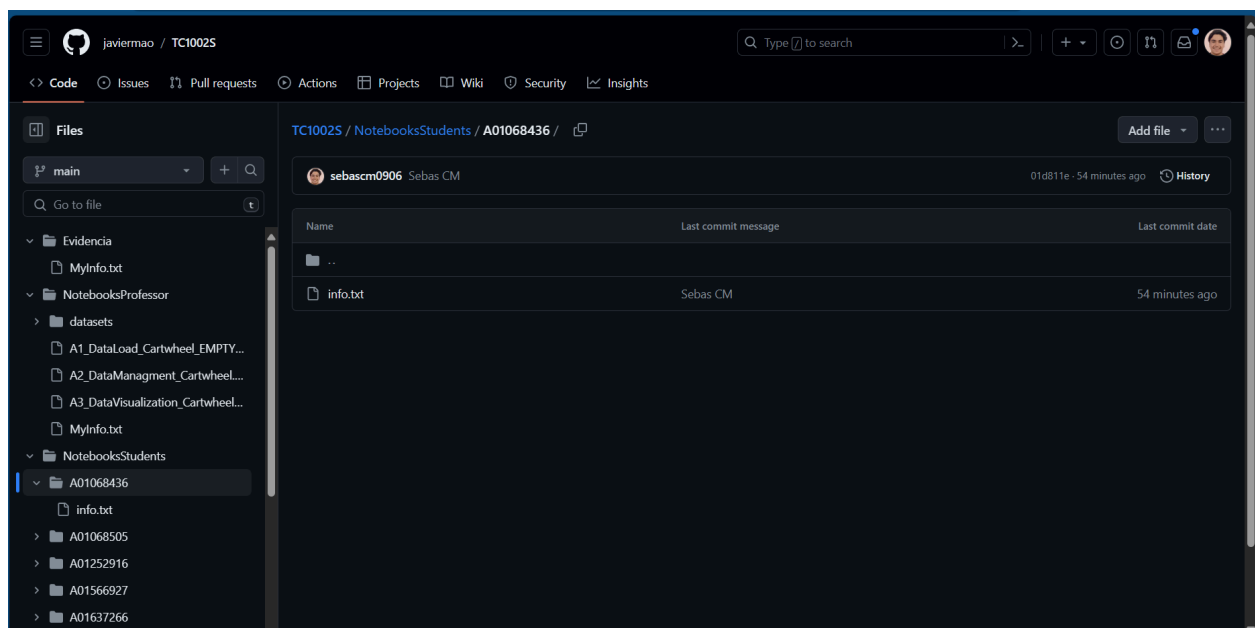 javiermao / TC1002S
Type / to search
Code Issues Pull requests Actions Projects Wiki Security Insights
Files
main
Go to file t
Evidencia
MyInfo.txt
NotebooksProfessor
datasets
A1_DataLoad_Cartwheel_EMPTY...
A2_DataManagment_Cartwheel....
A3_DataVisualization_Cartwheel...
MyInfo.txt
NotebooksStudents
A01068436
info.txt
A01068505
A01252916
A01566927
A01637266
TC1002S / NotebooksStudents / A01068436 /
Add file
sebascm0906 Sebas CM 01d811e · 54 minutes ago History
Name Last commit message Last commit date
..
info.txt Sebas CM 54 minutes ago